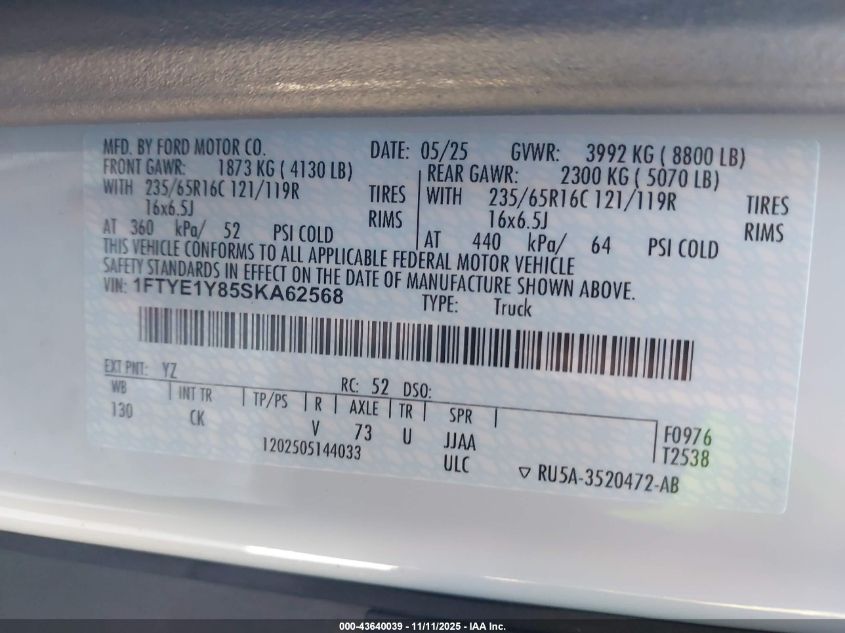 MFD. BY FORD MOTOR CO. DATE: 05/25 GVWR: 3992 KG ( 8800 LB)
FRONT GAWR: 1873 KG ( 4130 LB) REAR GAWR: 2300 KG ( 5070 LB)
WITH 235/65R16C 121/119R TIRES WITH 235/65R16C 121/119R TIRES
16x6.5J RIMS 16x6.5J RIMS
AT 360 kPa/ 52 PSI COLD AT 440 kPa/ 64 PSI COLD
THIS VEHICLE CONFORMS TO ALL APPLICABLE FEDERAL MOTOR VEHICLE
SAFETY STANDARDS IN EFFECT ON THE DATE OF MANUFACTURE SHOWN ABOVE.
VIN: 1FTYE1Y85SKA62568 TYPE: Truck
EXT PNT: YZ RC: 52 DSO:
WB INT TR TP/PS R AXLE TR SPR
130 CK V 73 U JJAA F0976
1202505144033 ULC T2538
RU5A-3520472-AB
000-43640039 - 11/11/2025 - IAA Inc.